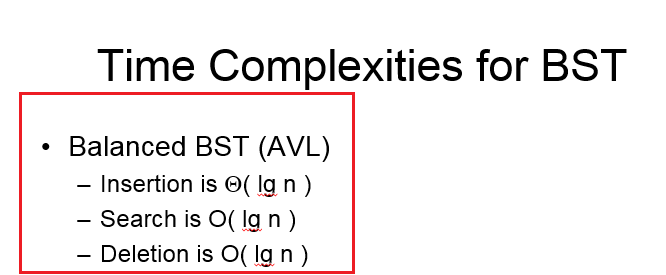 Time Complexities for BST
• Balanced BST (AVL)
– Insertion is Θ( lg n )
– Search is O( lg n )
– Deletion is O( lg n )